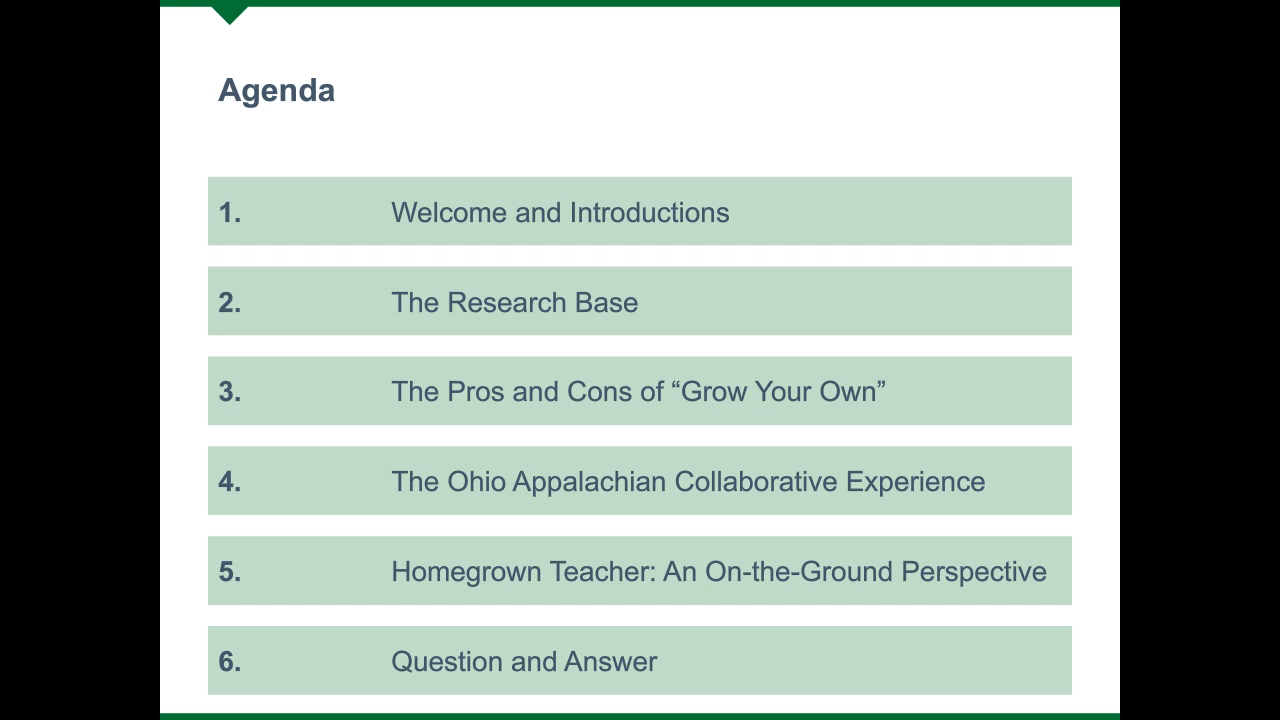 Agenda
1. Welcome and Introductions
2. The Research Base
3. The Pros and Cons of “Grow Your Own”
4. The Ohio Appalachian Collaborative Experience
5. Homegrown Teacher: An On-the-Ground Perspective
6. Question and Answer